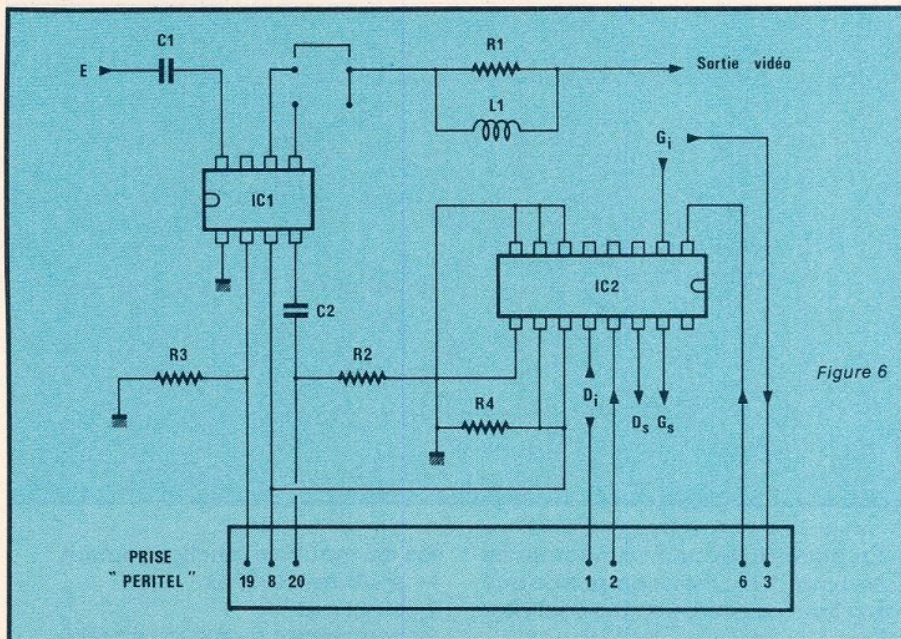 C1
E
R1
Sortie vidéo
L1
Gi
IC1
IC2
C2
R3
R2
Figure 6
R4
Di
Ds Gs
PRISE
" PERITEL "
19 8 20 1 2 6 3